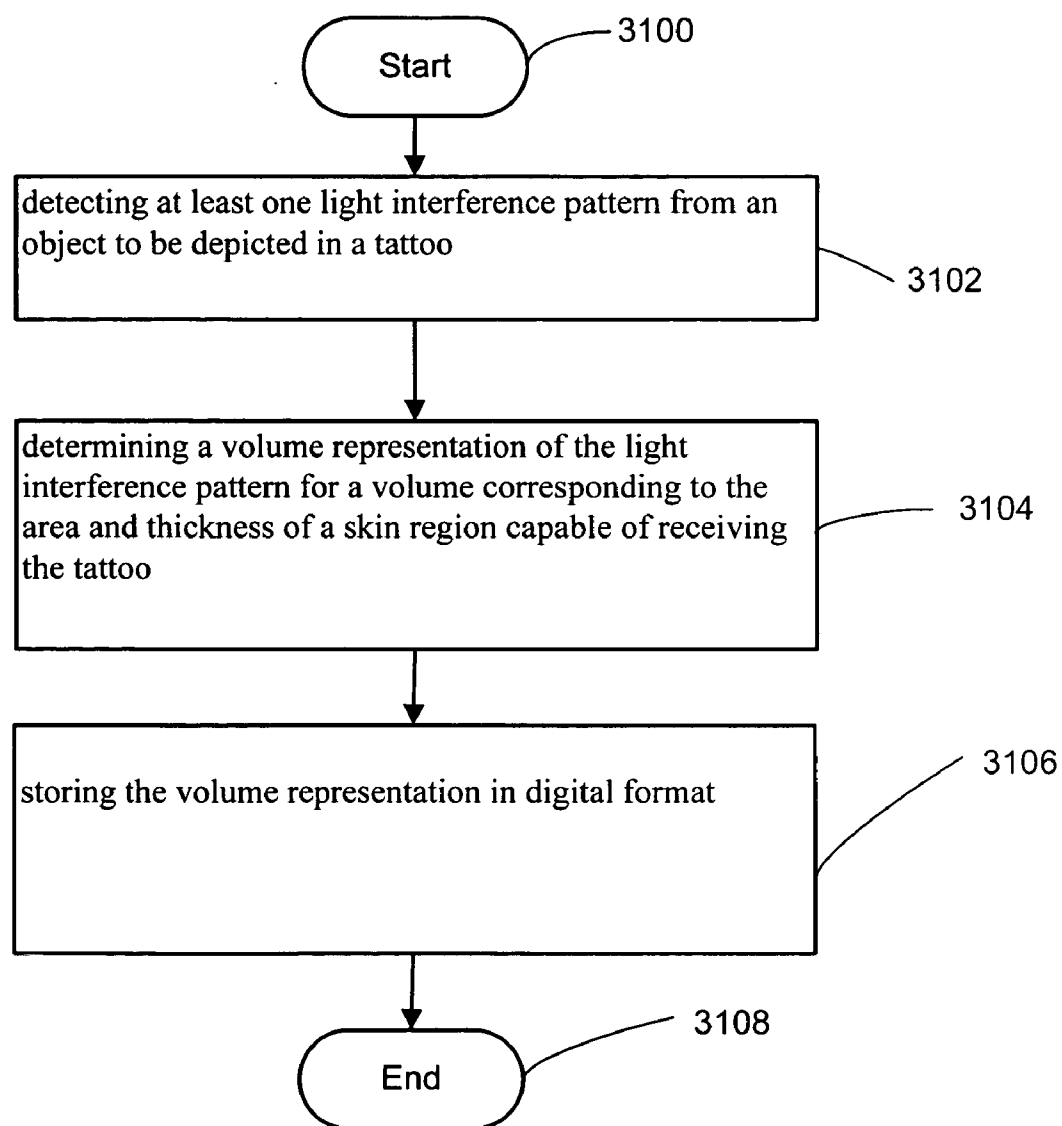 Start
3100
detecting at least one light interference pattern from an
object to be depicted in a tattoo
3102
determining a volume representation of the light
interference pattern for a volume corresponding to the
area and thickness of a skin region capable of receiving
the tattoo
3104
storing the volume representation in digital format
3106
End
3108